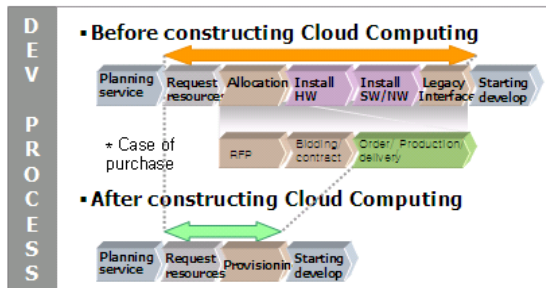 DEV PROCESS
▪ Before constructing Cloud Computing
Planning service
Request resources
Allocation
Install HW
Install SW/NW
Legacy Interface
Starting develop
* Case of purchase
RFP
Bidding/ contract
Order/ Production/ delivery
▪ After constructing Cloud Computing
Planning service
Request resources
Provisionin
Starting develop